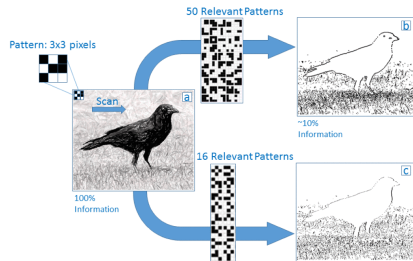 50 Relevant Patterns
Pattern: 3x3 pixels
Scan
a
b
~10%
Information
16 Relevant Patterns
100%
Information
c